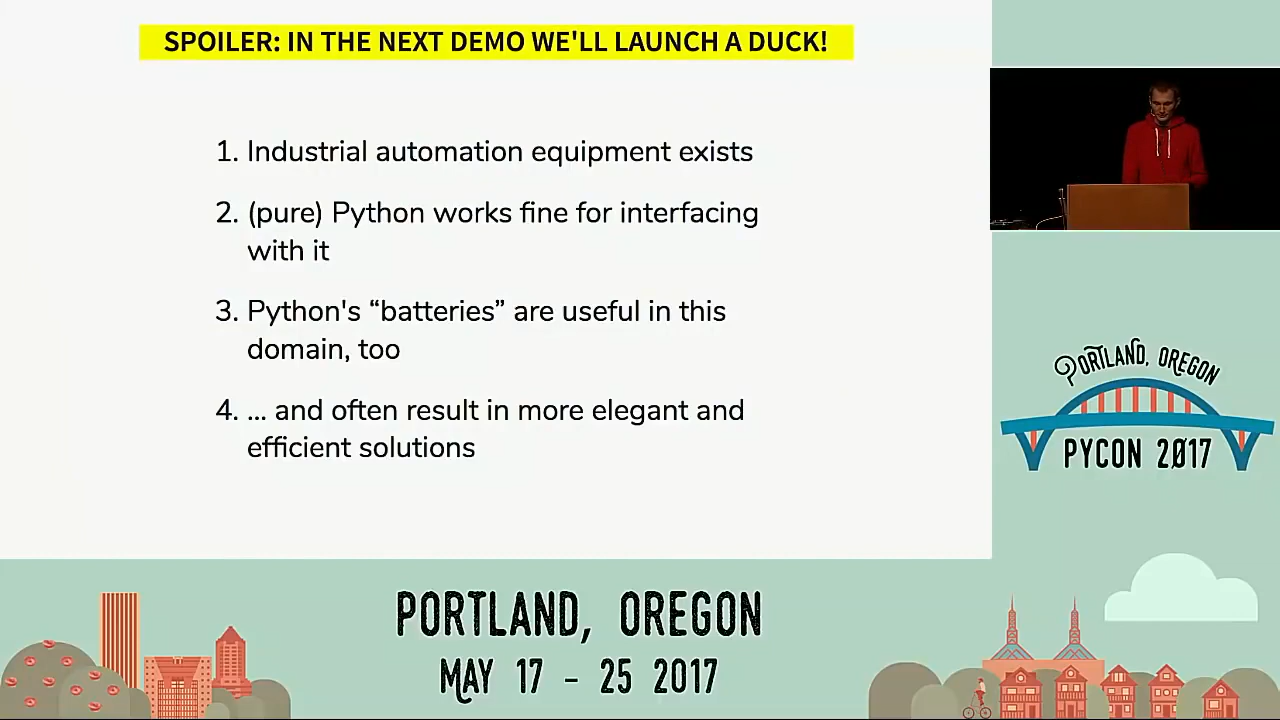 SPOILER: IN THE NEXT DEMO WE'LL LAUNCH A DUCK!
1. Industrial automation equipment exists
2. (pure) Python works fine for interfacing
with it
3. Python's “batteries” are useful in this
domain, too
4. ... and often result in more elegant and
efficient solutions
PORTLAND, OREGON
PYCON 2017
PORTLAND, OREGON
MAY 17 - 25 2017